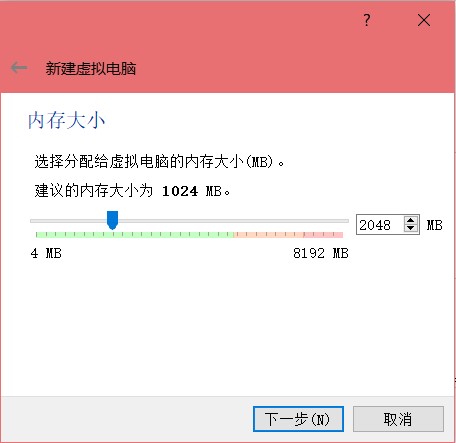 ?
新建虚拟电脑
内存大小
选择分配给虚拟电脑的内存大小(MB)。
建议的内存大小为 1024 MB。
2048 MB
4 MB 8192 MB
下一步(N) 取消